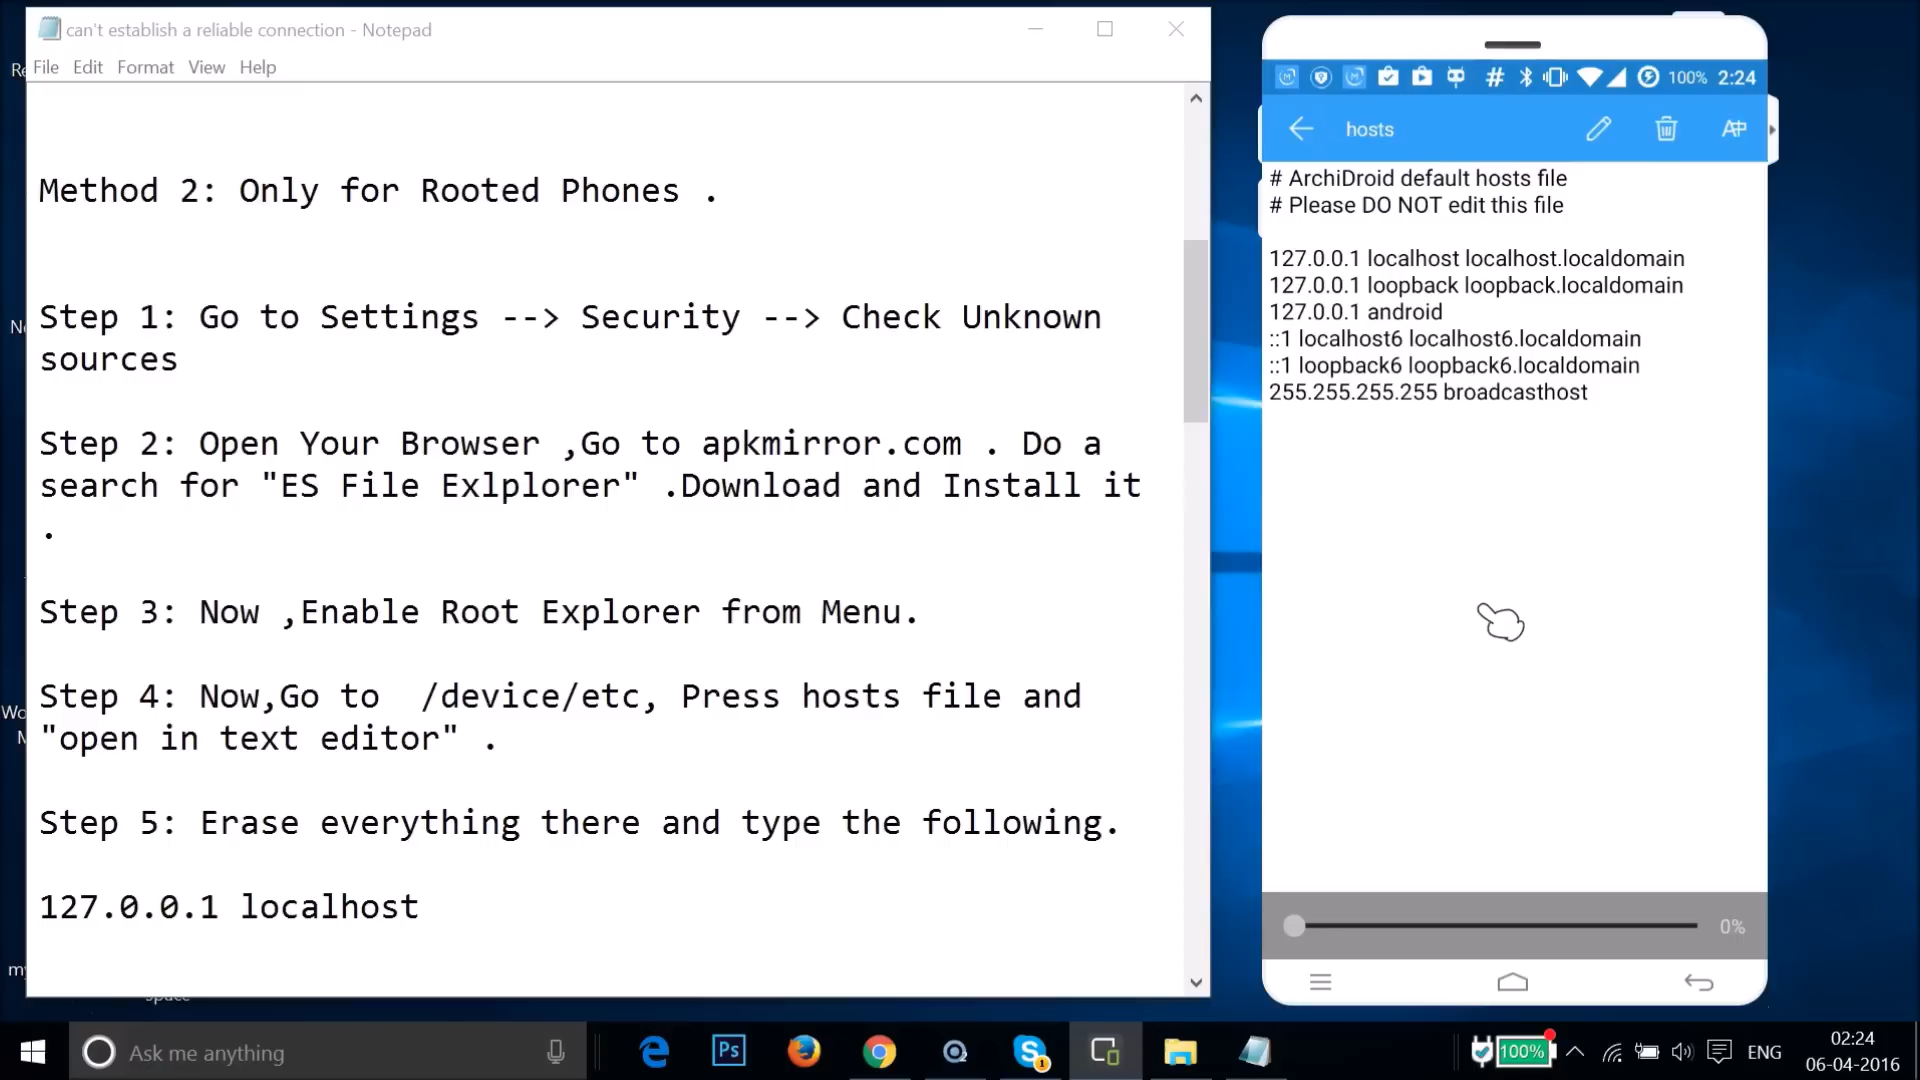 can't establish a reliable connection - Notepad
File Edit Format View Help
Method 2: Only for Rooted Phones .
Step 1: Go to Settings --> Security --> Check Unknown
sources
Step 2: Open Your Browser ,Go to apkmirror.com . Do a
search for "ES File Exlplorer" .Download and Install it
.
Step 3: Now ,Enable Root Explorer from Menu.
Step 4: Now,Go to  /device/etc, Press hosts file and
"open in text editor" .
Step 5: Erase everything there and type the following.
127.0.0.1 localhost
100% 2:24
hosts
# ArchiDroid default hosts file
# Please DO NOT edit this file
127.0.0.1 localhost localhost.localdomain
127.0.0.1 loopback loopback.localdomain
127.0.0.1 android
::1 localhost6 localhost6.localdomain
::1 loopback6 loopback6.localdomain
255.255.255.255 broadcasthost
0%
Ask me anything
Ps
100%
ENG
02:24
06-04-2016